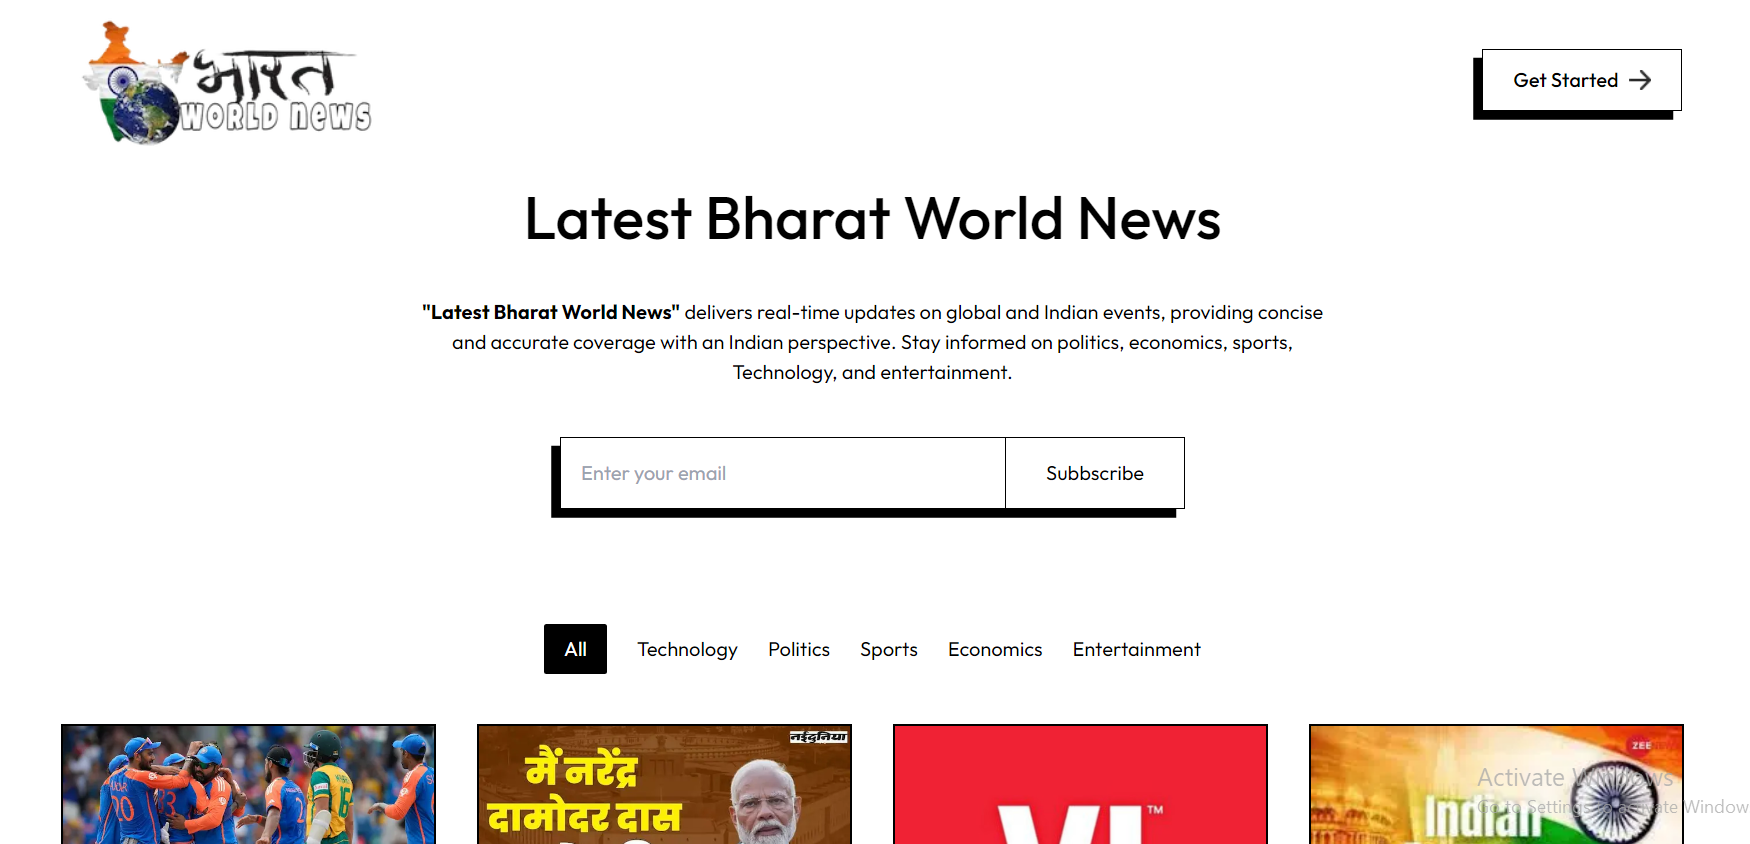 भारत
WORLD NEWS
Get Started
Latest Bharat World News
"Latest Bharat World News" delivers real-time updates on global and Indian events, providing concise
and accurate coverage with an Indian perspective. Stay informed on politics, economics, sports,
Technology, and entertainment.
Enter your email
Subbscribe
All
Technology
Politics
Sports
Economics
Entertainment
20
16
नईदुनिया
मैं नरेंद्र
दामोदर दास
VI
TM
ZEE
Indian
Activate Windows
Go to Settings to activate Window